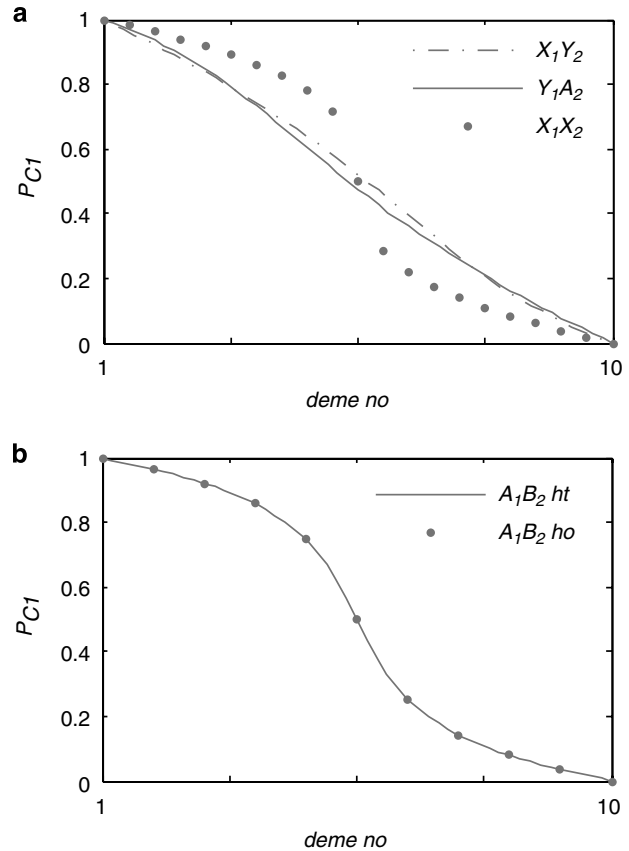 a
1
0.8
0.6
0.4
0.2
0
P_C1
X_1Y_2
Y_1A_2
X_1X_2
1
10
deme no
b
1
0.8
0.6
0.4
0.2
0
P_C1
A_1B_2 ht
A_1B_2 ho
1
10
deme no